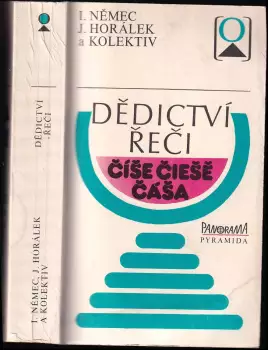 I. NĚMEC
J. HORÁLEK
a KOLEKTIV
DĚDICTVÍ
ŘEČI
ČÍŠE ČIEŠĚ
ČÁŠA
PANORAMA
PYRAMIDA
DĚDICTVÍ
ŘEČI
I. NĚMEC, J. HORÁLEK
A KOLEKTIV